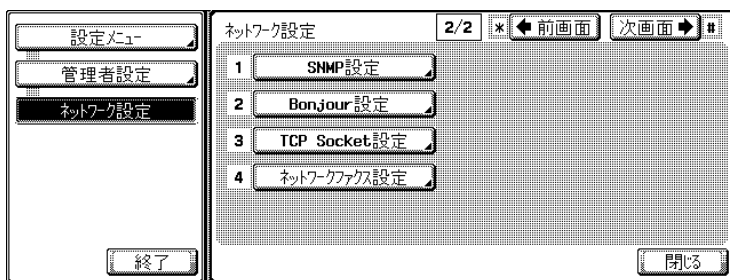 設定メニュー
管理者設定
ネットワーク設定
終了
ネットワーク設定 2/2 * 前画面 次画面 #
1 SNMP設定
2 Bonjour設定
3 TCP Socket設定
4 ネットワークファクス設定
閉じる